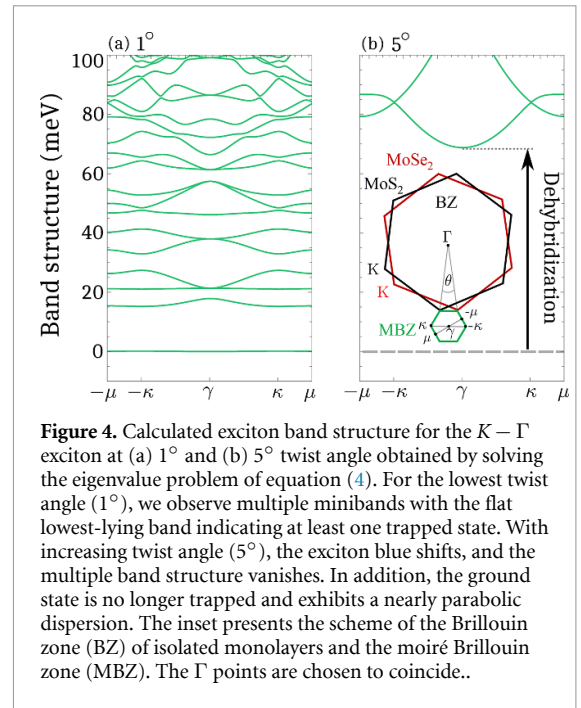 (a) 1°
(b) 5°
Band structure (meV)
100
80
60
40
20
0
−μ −κ γ κ μ
MoSe₂
MoS₂
BZ
Γ
K
K
θ
MBZ
κ
-μ
γ
-κ
μ
Dehybridization
−μ −κ γ κ μ
Figure 4. Calculated exciton band structure for the K − Γ
exciton at (a) 1° and (b) 5° twist angle obtained by solving
the eigenvalue problem of equation (4). For the lowest twist
angle (1°), we observe multiple minibands with the flat
lowest-lying band indicating at least one trapped state. With
increasing twist angle (5°), the exciton blue shifts, and the
multiple band structure vanishes. In addition, the ground
state is no longer trapped and exhibits a nearly parabolic
dispersion. The inset presents the scheme of the Brillouin
zone (BZ) of isolated monolayers and the moiré Brillouin
zone (MBZ). The Γ points are chosen to coincide..